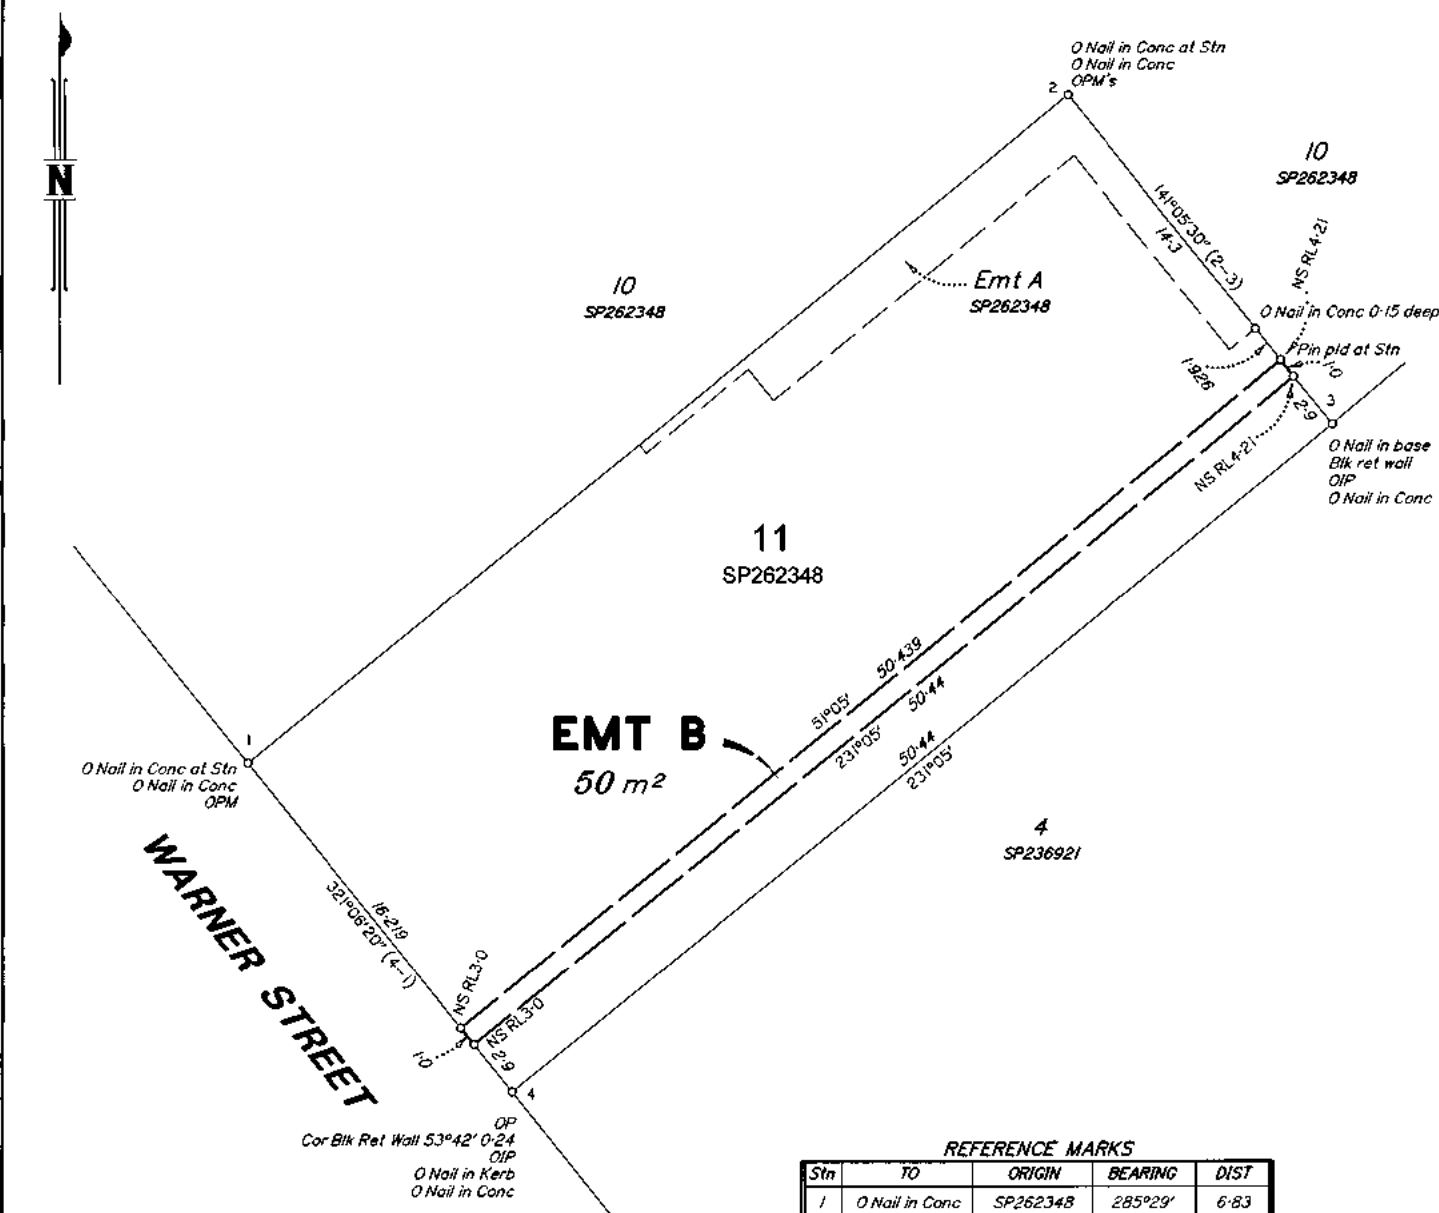 N
O Nail in Conc at Stn
O Nail in Conc
OPM's
2
10
SP262348
141°05'30" (2-3)
14·3
NS RL4·21
Emt A
SP262348
10
SP262348
O Nail in Conc 0·15 deep
Pin pld at Stn
1·0
1·926
2·9
3
NS RL4·21
O Nail in base
Blk ret wall
OIP
O Nail in Conc
11
SP262348
51°05'
50·439
50·44
231°05'
50·44
231°05'
EMT B
50 m²
1
O Nail in Conc at Stn
O Nail in Conc
OPM
4
SP236921
WARNER STREET
16·219
321°06'20" (4-1)
NS RL3·0
NS RL3·0
1·0
2·9
4
OP
Cor Blk Ret Wall 53°42' 0·24
OIP
O Nail in Kerb
O Nail in Conc
REFERENCE MARKS
Stn TO ORIGIN BEARING DIST
1 O Nail in Conc SP262348 285°29' 6·83